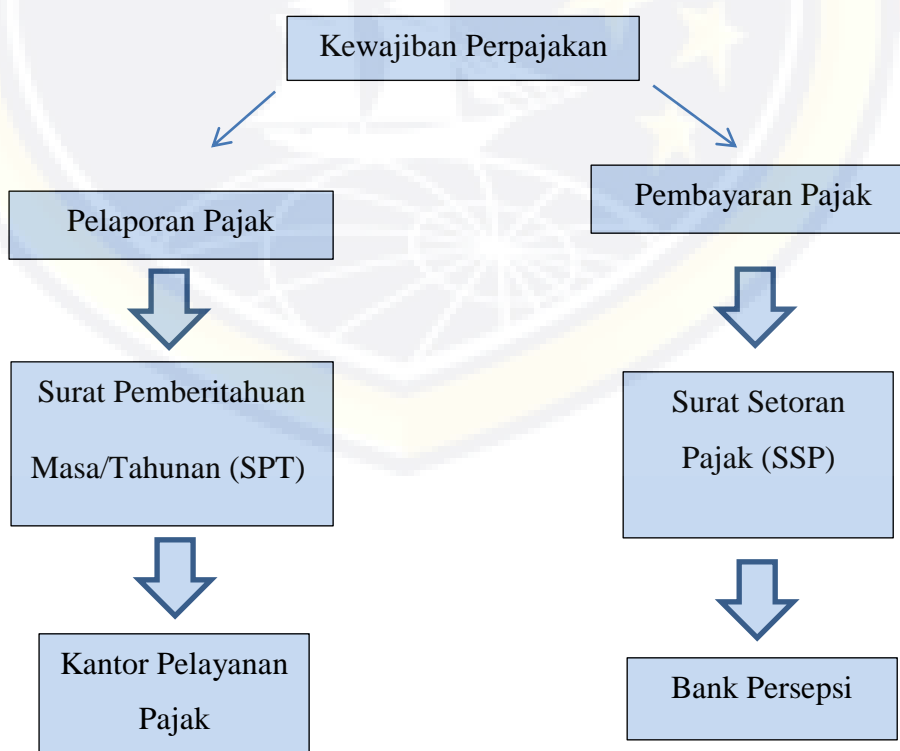 Kewajiban Perpajakan
Pelaporan Pajak
Pembayaran Pajak
Surat Pemberitahuan
Masa/Tahunan (SPT)
Surat Setoran
Pajak (SSP)
Kantor Pelayanan
Pajak
Bank Persepsi